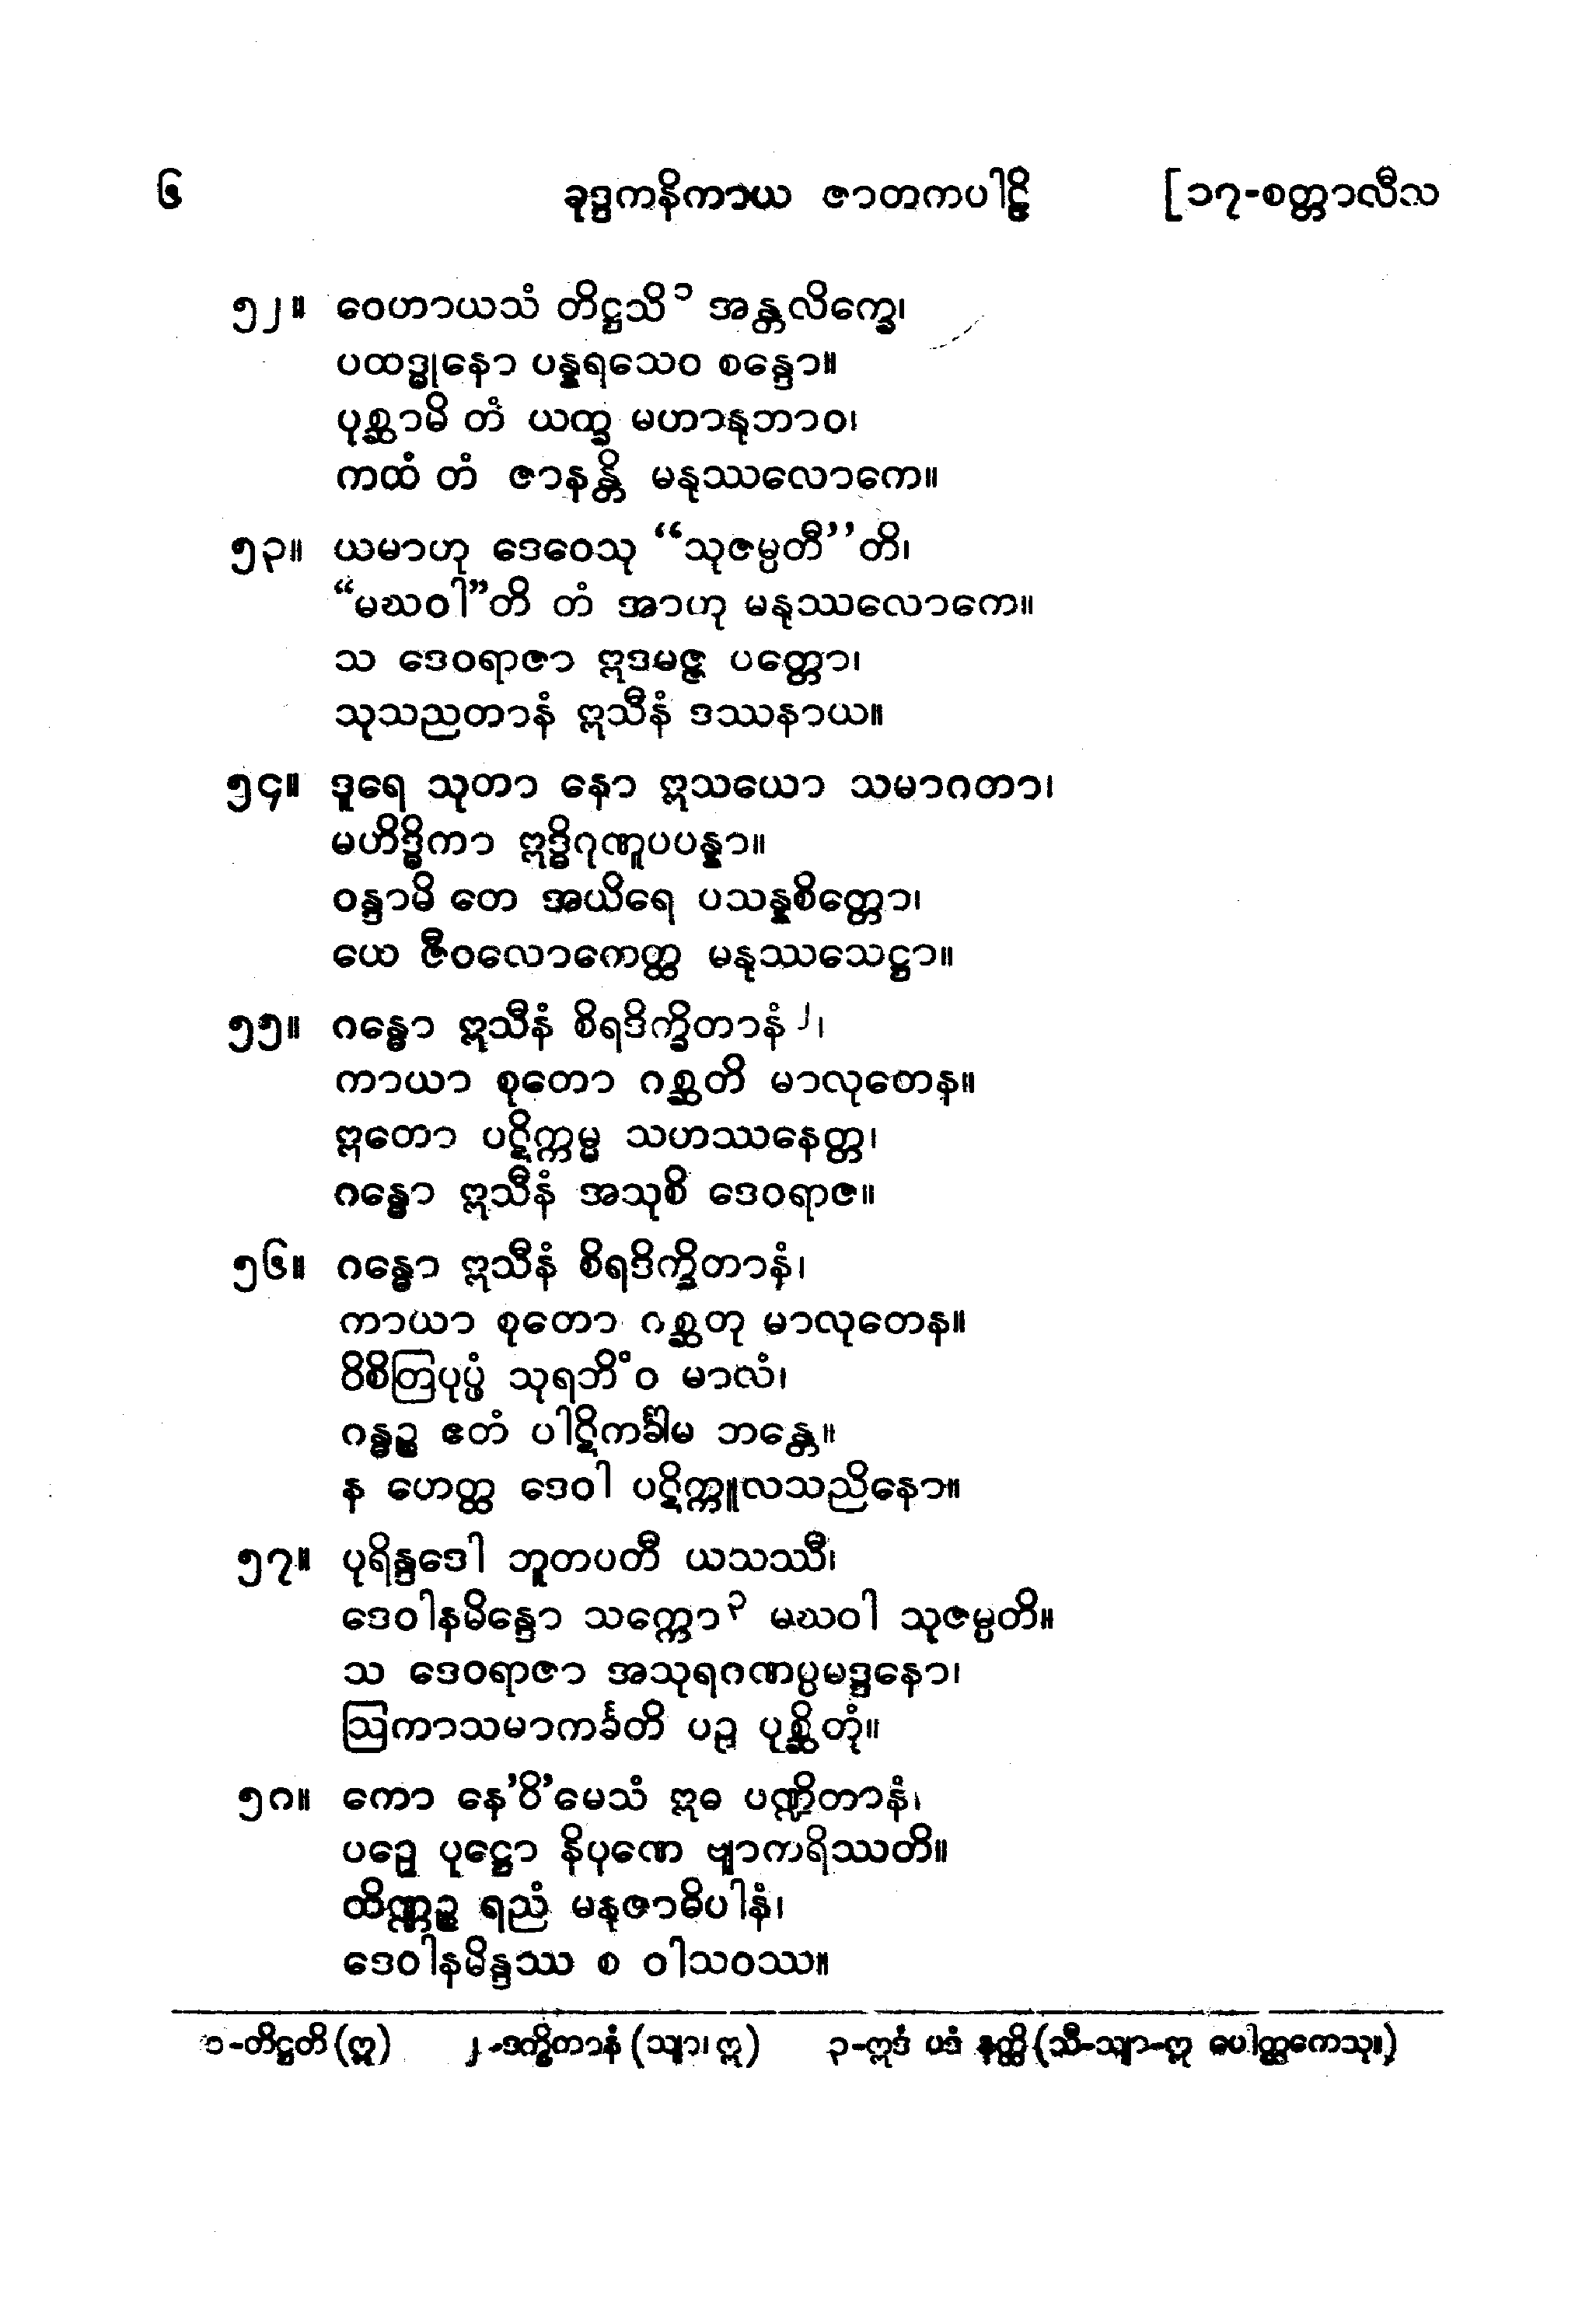 ၆ ခုဒ္ဒကနိကာယ ဇာတကပါဠိ [၁၇-စတ္တာလီသ
၅၂။ ဝေဟာယသံ တိဋ္ဌသိ ၁ အန္တလိက္ခေ၊
ပထဒ္ဓုနော ပန္နရသေဝ စန္ဒော။
ပုစ္ဆာမိ တံ ယက္ခ မဟာနုဘာဝ၊
ကထံ တံ ဇာနန္တိ မနုဿလောကေ။
၅၃။ ယမာဟု ဒေဝေသု “သုဇမ္ပတီ”တိ၊
“မဃဝါ”တိ တံ အာဟု မနုဿလောကေ။
သ ဒေဝရာဇာ ဣဒမဇ္ဇ ပတ္တော၊
သုသညတာနံ ဣသီနံ ဒဿနာယ။
၅၄။ ဒူရေ သုတာ နော ဣသယော သမာဂတာ၊
မဟိဒ္ဓိကာ ဣဒ္ဓိဂုဏူပပန္နာ။
ဝန္ဒာမိ တေ အယိရေ ပသန္နစိတ္တော၊
ယေ ဇီဝလောကေတ္ထ မနုဿသေဋ္ဌာ။
၅၅။ ဂန္ဓော ဣသီနံ စိရဒိက္ခိတာနံ ၂၊
ကာယာ စုတော ဂစ္ဆတိ မာလုတေန။
ဣတော ပဋိက္ကမ္မ သဟဿနေတ္တ၊
ဂန္ဓော ဣသီနံ အသုစိ ဒေဝရာဇ။
၅၆။ ဂန္ဓော ဣသီနံ စိရဒိက္ခိတာနံ၊
ကာယာ စုတော ဂစ္ဆတု မာလုတေန။
ဝိစိတြပုပ္ဖံ သုရဘိံ ́ဝ မာလံ၊
ဂန္ဓဉ္စ ဧတံ ပါဋိကင်္ခါမ ဘန္တေ။
န ဟေတ္ထ ဒေဝါ ပဋိက္ကူလသညိနော။
၅၇။ ပုရိန္ဒဒေါ ဘူတပတီ ယသဿီ၊
ဒေဝါနမိန္ဒော သက္ကော ၃ မဃဝါ သုဇမ္ပတိ။
သ ဒေဝရာဇာ အသုရဂဏပ္ပမဒ္ဒနော၊
ဩကာသမာကင်္ခတိ ပဉှ ပုစ္ဆိတုံ။
၅၈။ ကော နေ’ဝိ’မေသံ ဣဓ ပဏ္ဍိတာနံ၊
ပဉှေ ပုဋ္ဌော နိပုဏေ ဗျာကရိဿတိ။
တိဏ္ဏဉ္စ ရညံ မနုဇာဓိပါနံ၊
ဒေဝါနမိန္ဒဿ စ ဝါသဝဿ။
၁-တိဋ္ဌတိ (ဣ) ၂-ဒက္ခိတာနံ (သျာ၊ ဣ) ၃-ဣဒံ ပဒံ နတ္ထိ (သီ-သျာ-ဣ ပေါတ္ထကေသု။)